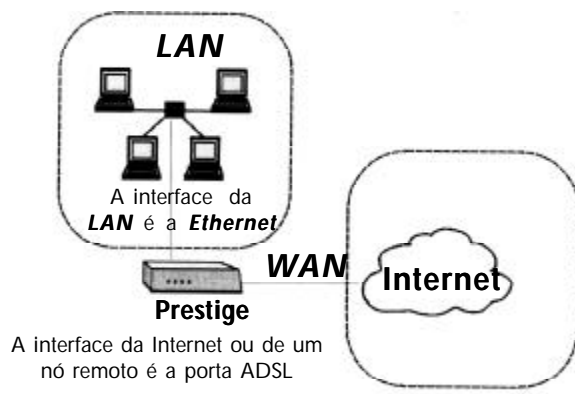 LAN
A interface da
LAN é a Ethernet
WAN
Internet
Prestige
A interface da Internet ou de um
nó remoto é a porta ADSL